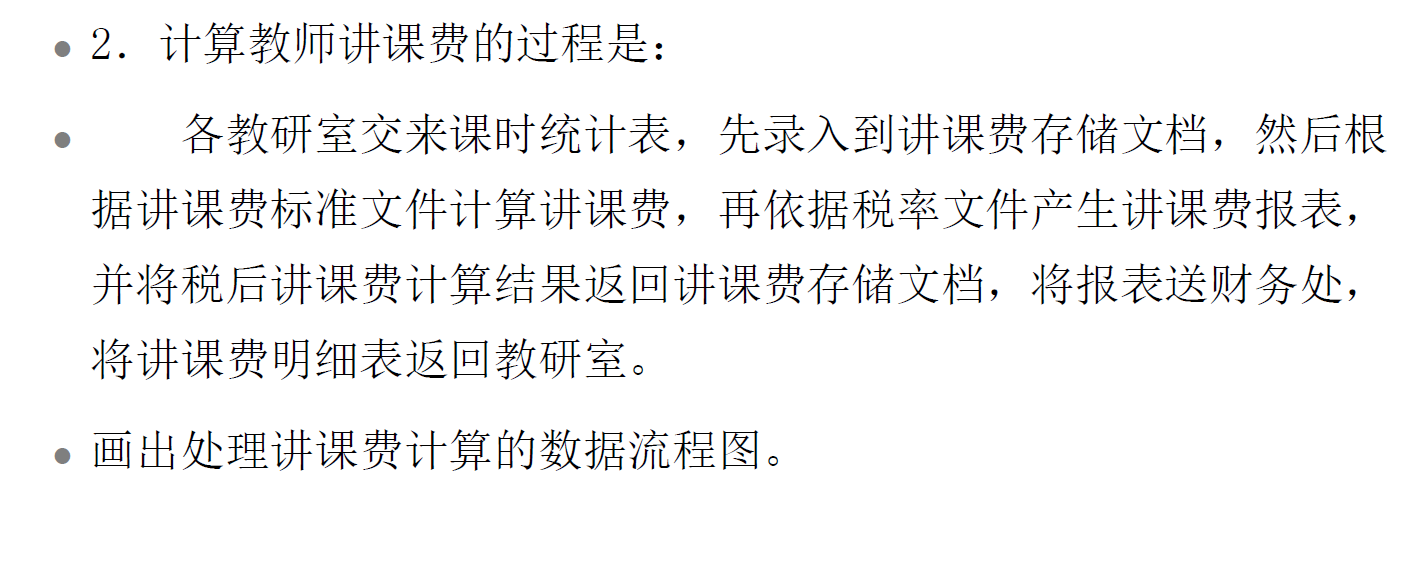 2．计算教师讲课费的过程是：
各教研室交来课时统计表，先录入到讲课费存储文档，然后根
据讲课费标准文件计算讲课费，再依据税率文件产生讲课费报表，
并将税后讲课费计算结果返回讲课费存储文档，将报表送财务处，
将讲课费明细表返回教研室。
画出处理讲课费计算的数据流程图。